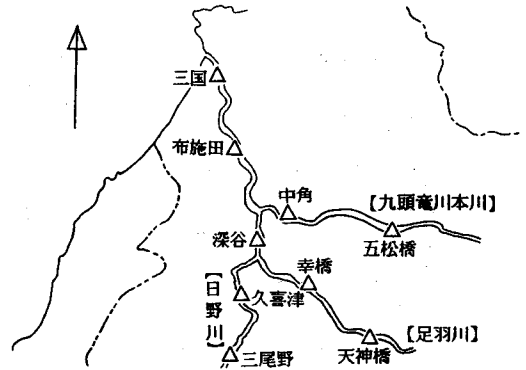 三国
布施田
中角
【九頭竜川本川】
五松橋
深谷
幸橋
【日野川】
久喜津
【足羽川】
天神橋
三尾野